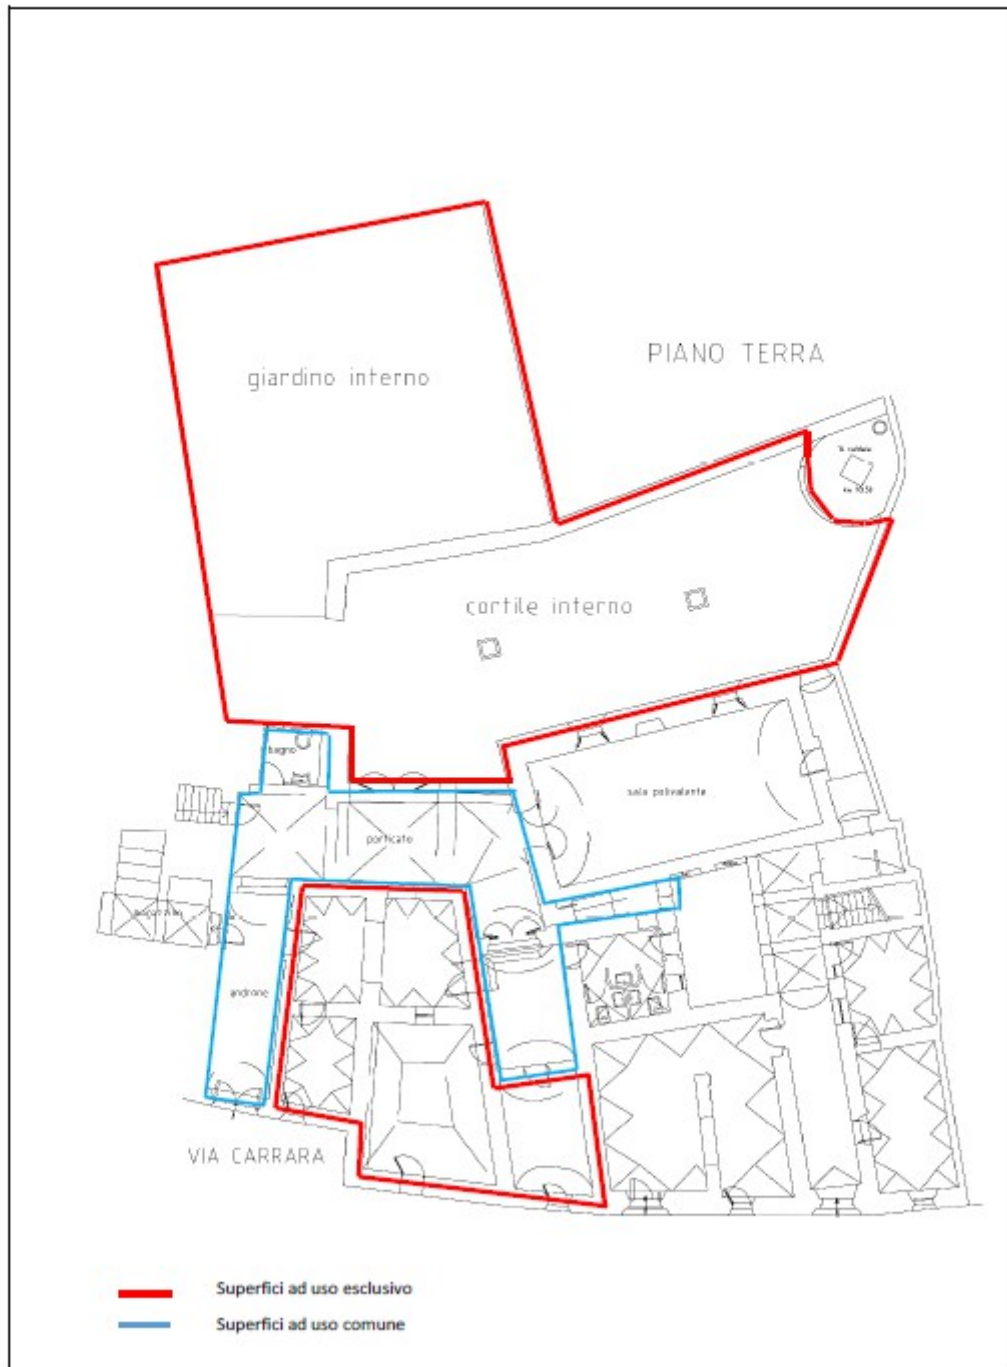 PIANO TERRA
giardino interno
cortile interno
bagno
sala polivalente
porticato
androne
VIA CARRARA
Superfici ad uso esclusivo
Superfici ad uso comune